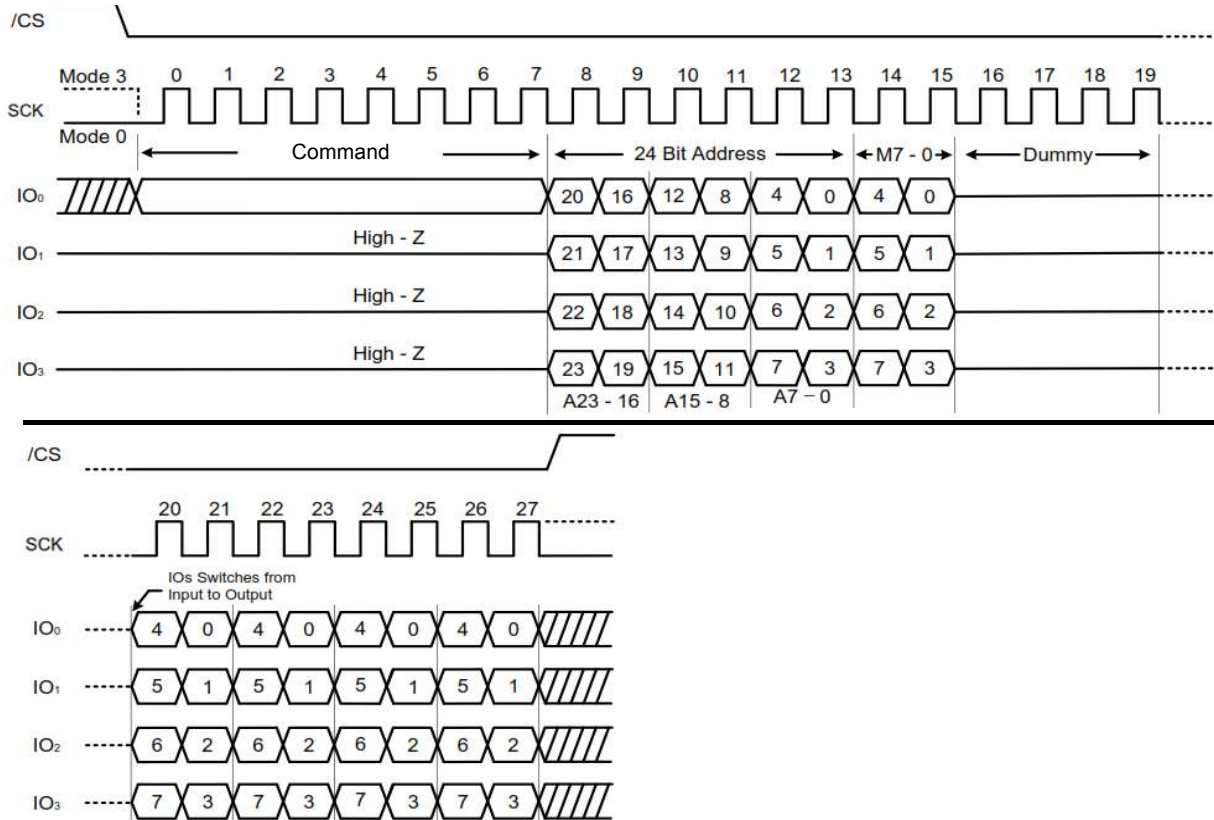 /CS
Mode 3 0 1 2 3 4 5 6 7 8 9 10 11 12 13 14 15 16 17 18 19
SCK
Mode 0
Command 24 Bit Address M7 - 0 Dummy
IO₀ 20 16 12 8 4 0 4 0
IO₁ High - Z 21 17 13 9 5 1 5 1
IO₂ High - Z 22 18 14 10 6 2 6 2
IO₃ High - Z 23 19 15 11 7 3 7 3
A23 - 16 A15 - 8 A7 – 0
/CS
20 21 22 23 24 25 26 27
SCK
IOs Switches from
Input to Output
IO₀ 4 0 4 0 4 0 4 0
IO₁ 5 1 5 1 5 1 5 1
IO₂ 6 2 6 2 6 2 6 2
IO₃ 7 3 7 3 7 3 7 3